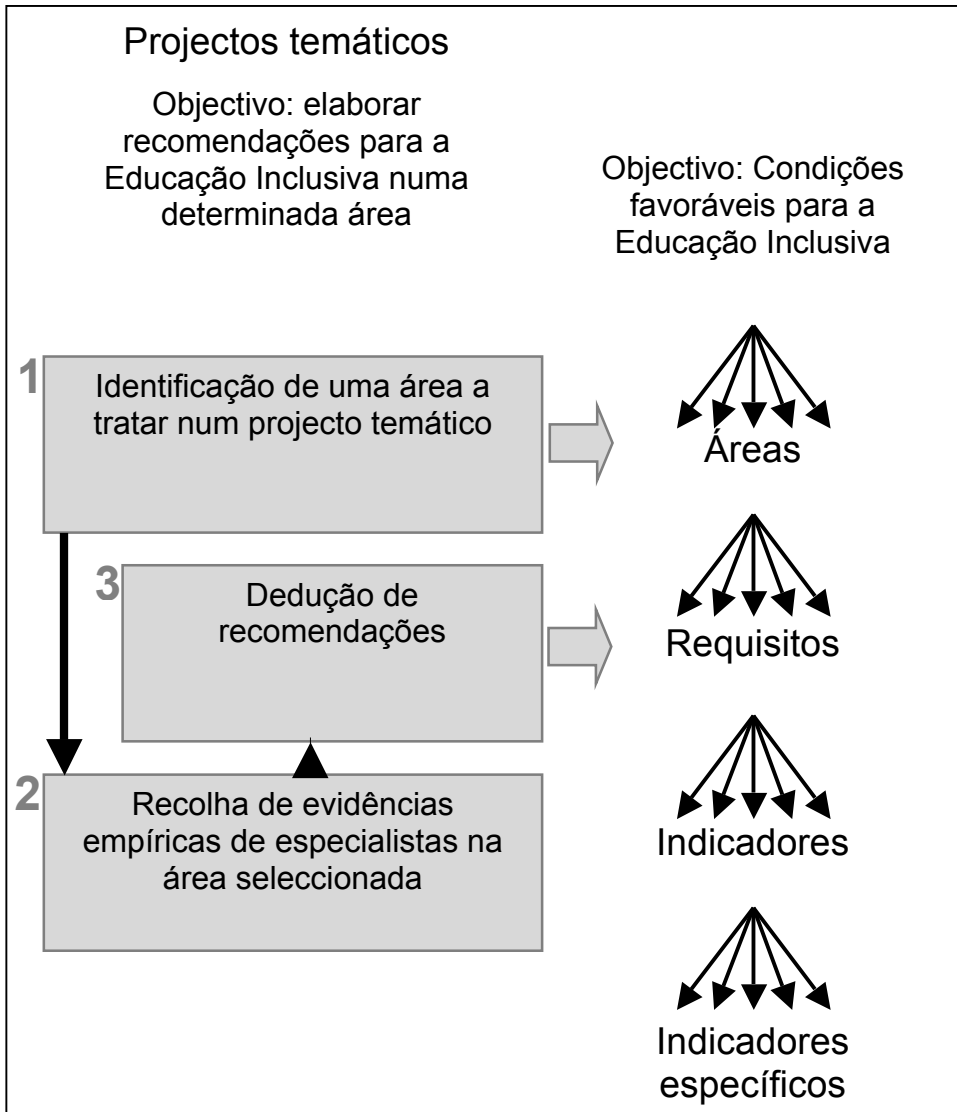 Projectos temáticos
Objectivo: elaborar
recomendações para a
Educação Inclusiva numa
determinada área
Objectivo: Condições
favoráveis para a
Educação Inclusiva
1
Identificação de uma área a
tratar num projecto temático
Áreas
3
Dedução de
recomendações
Requisitos
2
Recolha de evidências
empíricas de especialistas na
área seleccionada
Indicadores
Indicadores
específicos